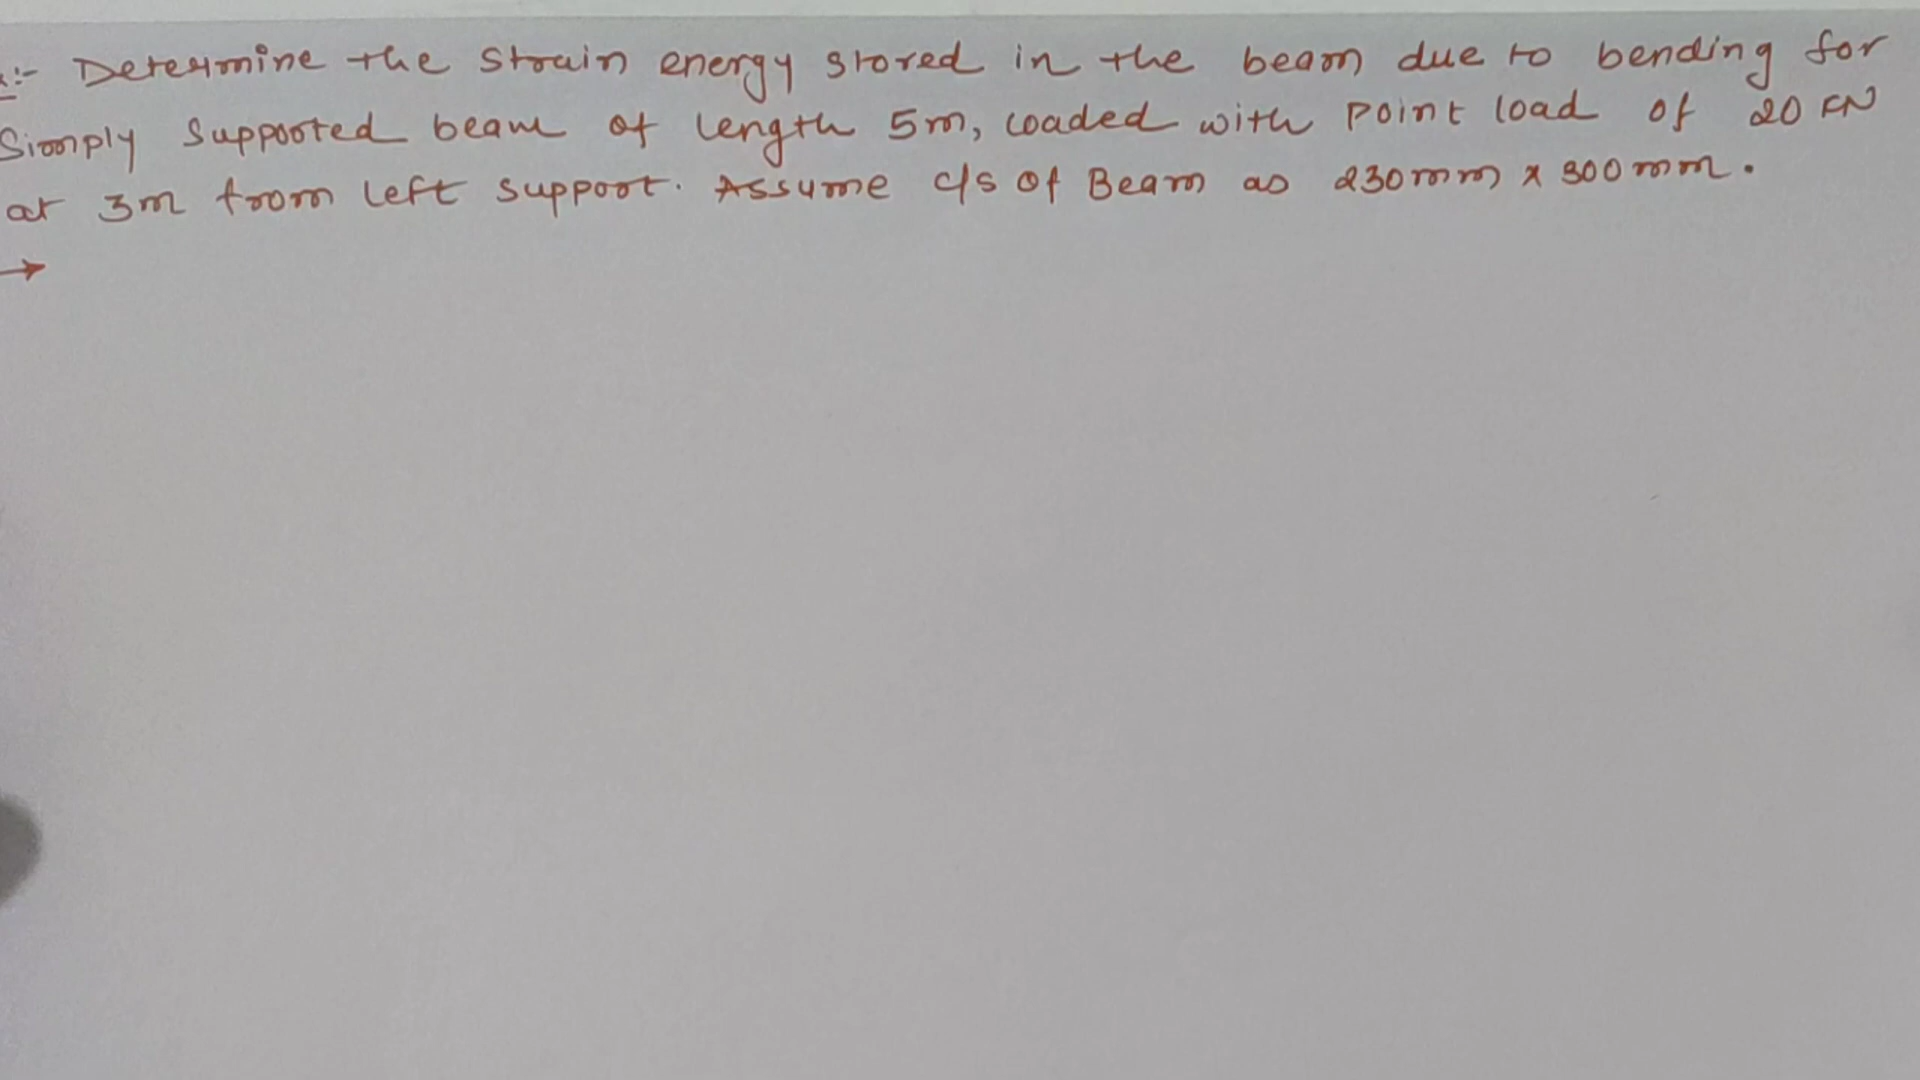 :- Determine the strain energy stored in the beam due to bending for
Simply supported beam of length 5m, loaded with point load of 20 KN
at 3m from left support. Assume c/s of Beam as 230mm x 300mm.
→